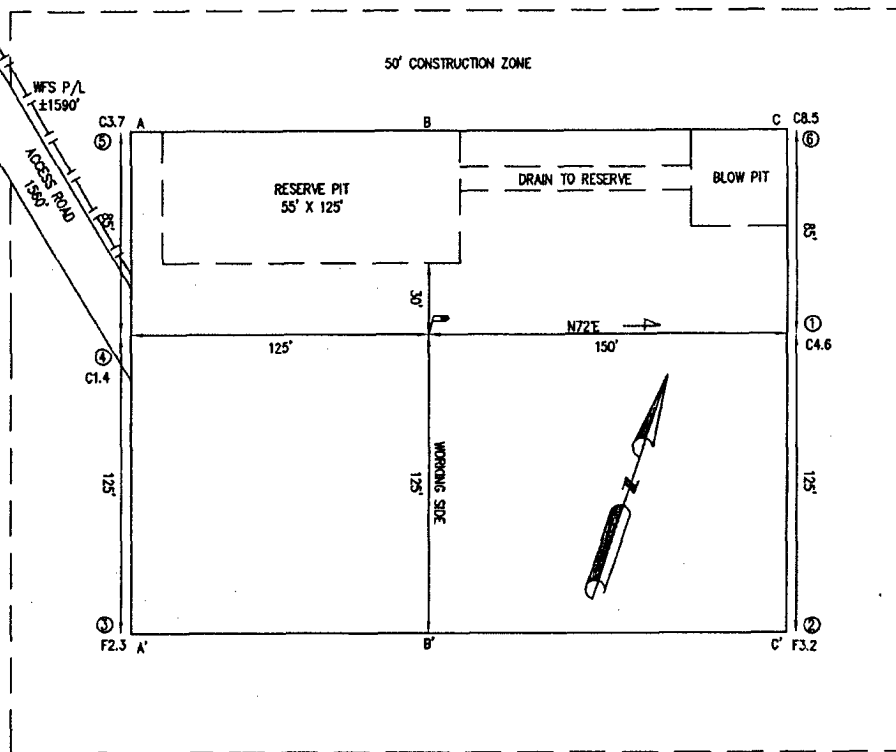 50' CONSTRUCTION ZONE
WFS P/L
±1590'
C3.7
A
B
C
C8.5
⑤
⑥
ACCESS ROAD
1560'
85'
RESERVE PIT
55' X 125'
DRAIN TO RESERVE
BLOW PIT
85'
30'
N72'E
①
125'
150'
C4.6
④
C1.4
125'
WORKING SIDE
125'
N
125'
③
②
F2.3
A'
B'
C'
F3.2